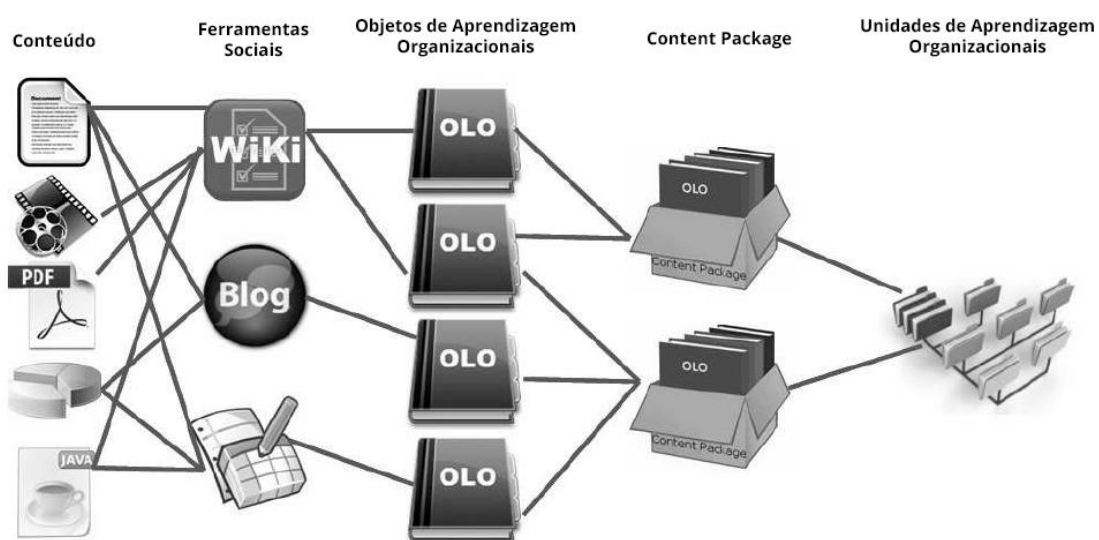 Conteúdo
Ferramentas
Sociais
Objetos de Aprendizagem
Organizacionais
Content Package
Unidades de Aprendizagem
Organizacionais
Document
WiKi
PDF
Blog
JAVA
OLO
OLO
OLO
OLO
OLO
Content Package
OLO
Content Package